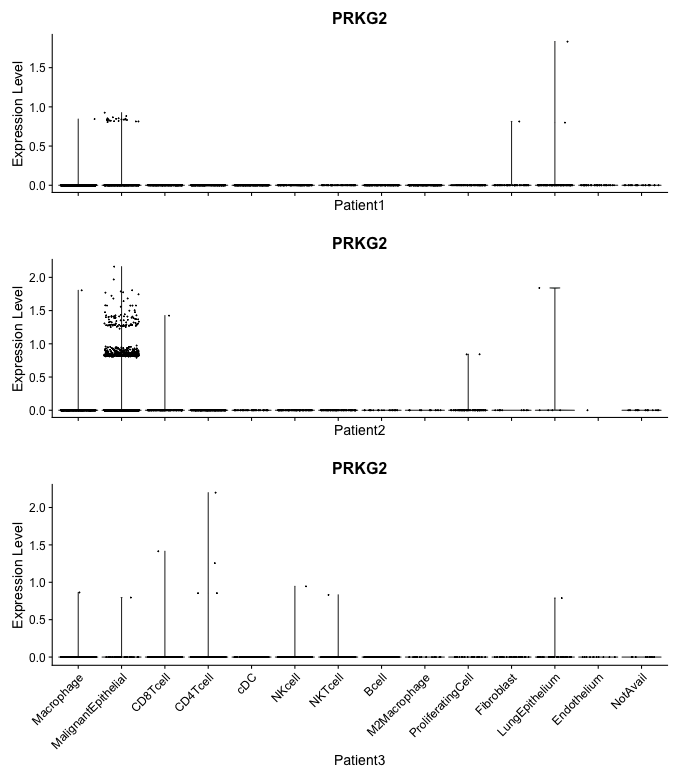 PRKG2
Expression Level
1.5
1.0
0.5
0.0
Patient1
PRKG2
Expression Level
2.0
1.5
1.0
0.5
0.0
Patient2
PRKG2
Expression Level
2.0
1.5
1.0
0.5
0.0
Macrophage
MalignantEpithelial
CD8Tcell
CD4Tcell
cDC
NKcell
NKTcell
Bcell
M2Macrophage
ProliferatingCell
Fibroblast
LungEpithelium
Endothelium
NotAvail
Patient3